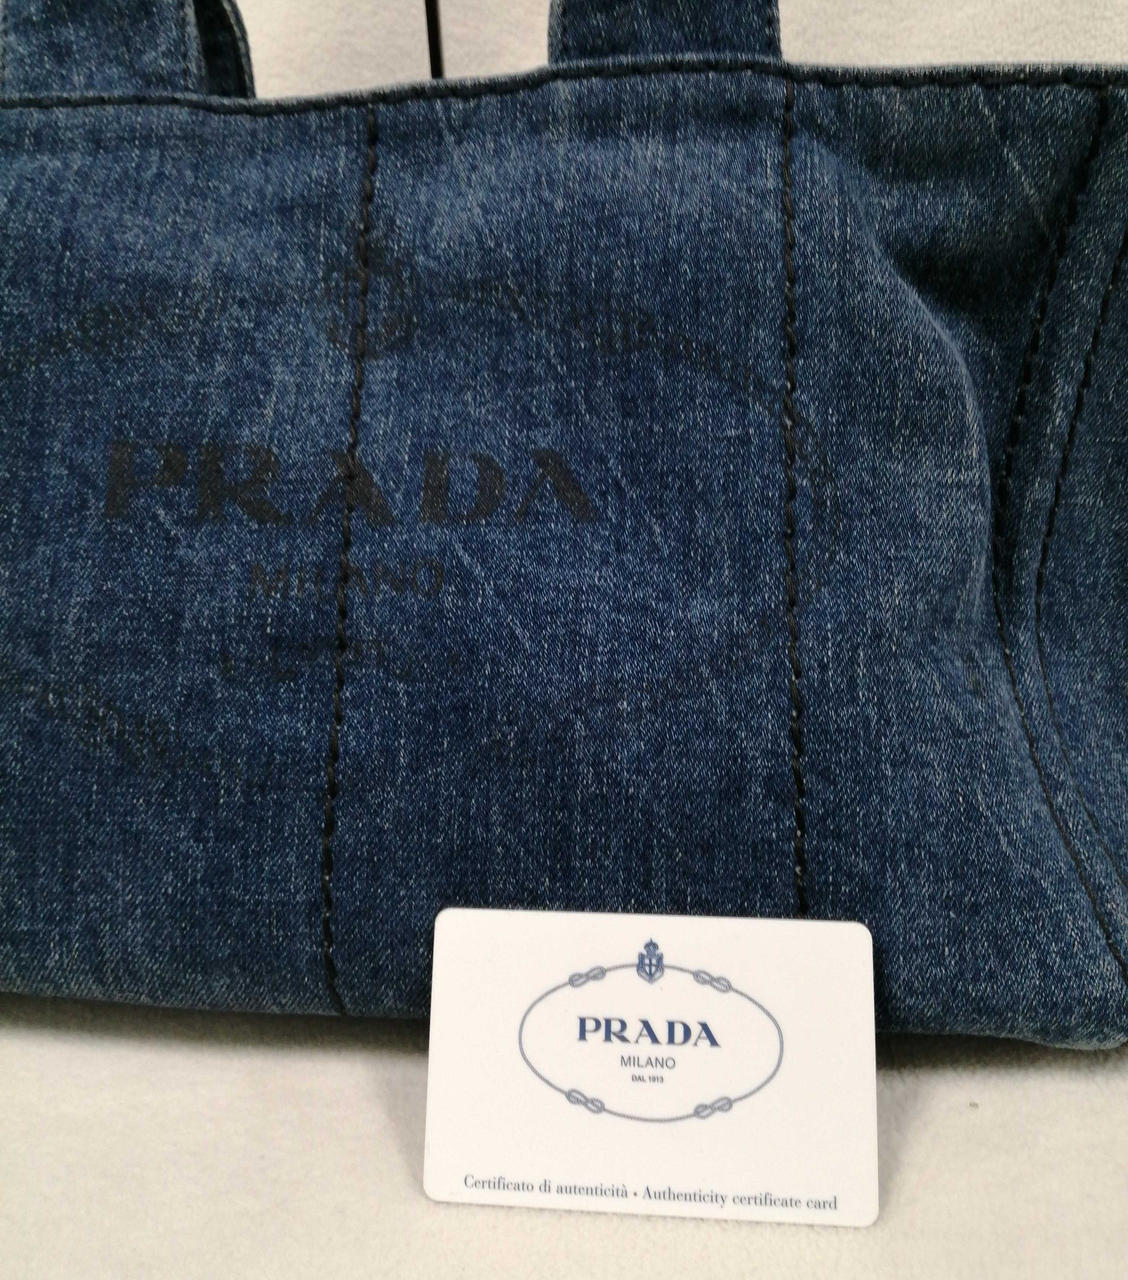 PRADA
MILANO
PRADA
MILANO
DAL 1913
Certificato di autenticità • Authenticity certificate card